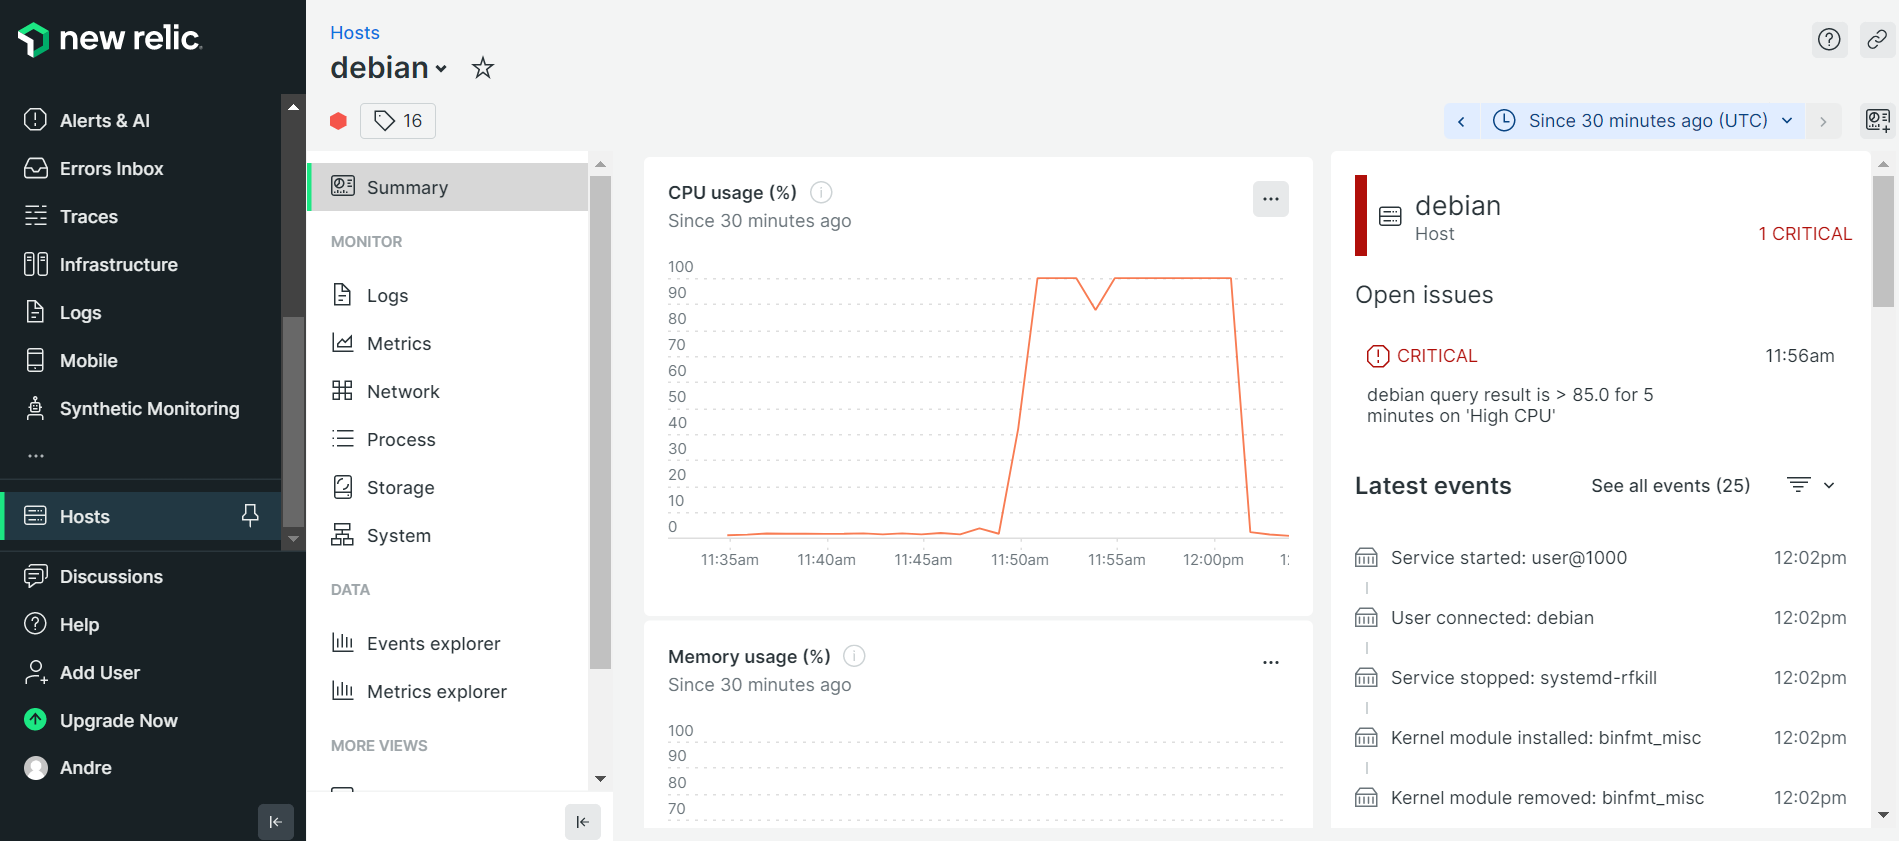 new relic
Alerts & AI
Errors Inbox
Traces
Infrastructure
Logs
Mobile
Synthetic Monitoring
...
Hosts
Discussions
Help
Add User
Upgrade Now
Andre
Hosts
debian
16
Since 30 minutes ago (UTC)
Summary
MONITOR
Logs
Metrics
Network
Process
Storage
System
DATA
Events explorer
Metrics explorer
MORE VIEWS
CPU usage (%)
Since 30 minutes ago
100
90
80
70
60
50
40
30
20
10
0
11:35am 11:40am 11:45am 11:50am 11:55am 12:00pm 1:
Memory usage (%)
Since 30 minutes ago
100
90
80
70
debian
Host
1 CRITICAL
Open issues
CRITICAL 11:56am
debian query result is > 85.0 for 5
minutes on 'High CPU'
Latest events See all events (25)
Service started: user@1000 12:02pm
User connected: debian 12:02pm
Service stopped: systemd-rfkill 12:02pm
Kernel module installed: binfmt_misc 12:02pm
Kernel module removed: binfmt_misc 12:02pm